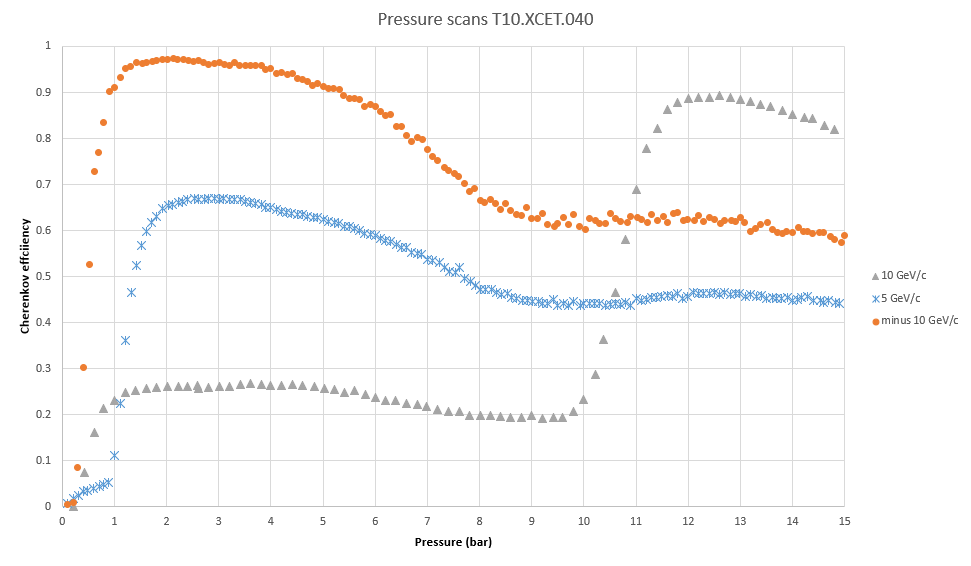 Pressure scans T10.XCET.040
1
0.9
0.8
0.7
0.6
0.5
0.4
0.3
0.2
0.1
0
Cherenkov effciiency
0 1 2 3 4 5 6 7 8 9 10 11 12 13 14 15
Pressure (bar)
10 GeV/c
5 GeV/c
minus 10 GeV/c